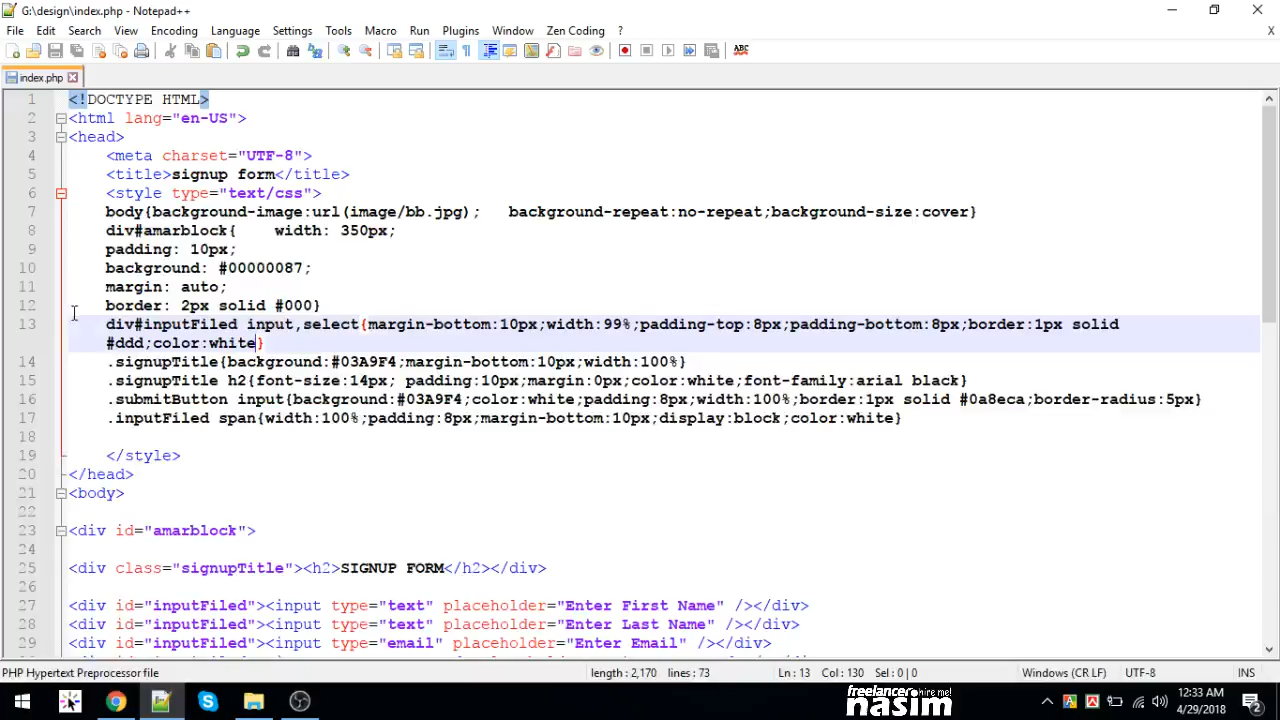 G:\design\index.php - Notepad++
File Edit Search View Encoding Language Settings Tools Macro Run Plugins Window Zen Coding ? X
ABC
index.php
1 <!DOCTYPE HTML>
2 <html lang="en-US">
3 <head>
4 <meta charset="UTF-8">
5 <title>signup form</title>
6 <style type="text/css">
7 body{background-image:url(image/bb.jpg); background-repeat:no-repeat;background-size:cover}
8 div#amarblock{ width: 350px;
9 padding: 10px;
10 background: #00000087;
11 margin: auto;
12 border: 2px solid #000}
13 div#inputFiled input,select{margin-bottom:10px;width:99%;padding-top:8px;padding-bottom:8px;border:1px solid
#ddd;color:white}
14 .signupTitle{background:#03A9F4;margin-bottom:10px;width:100%}
15 .signupTitle h2{font-size:14px; padding:10px;margin:0px;color:white;font-family:arial black}
16 .submitButton input{background:#03A9F4;color:white;padding:8px;width:100%;border:1px solid #0a8eca;border-radius:5px}
17 .inputFiled span{width:100%;padding:8px;margin-bottom:10px;display:block;color:white}
18
19 </style>
20 </head>
21 <body>
22
23 <div id="amarblock">
24
25 <div class="signupTitle"><h2>SIGNUP FORM</h2></div>
26
27 <div id="inputFiled"><input type="text" placeholder="Enter First Name" /></div>
28 <div id="inputFiled"><input type="text" placeholder="Enter Last Name" /></div>
29 <div id="inputFiled"><input type="email" placeholder="Enter Email" /></div>
PHP Hypertext Preprocessor file length : 2,170 lines : 73 Ln : 13 Col : 130 Sel : 0 | 0 Windows (CR LF) UTF-8 INS
freelancer hire me!
nasim
12:33 AM
4/29/2018
2